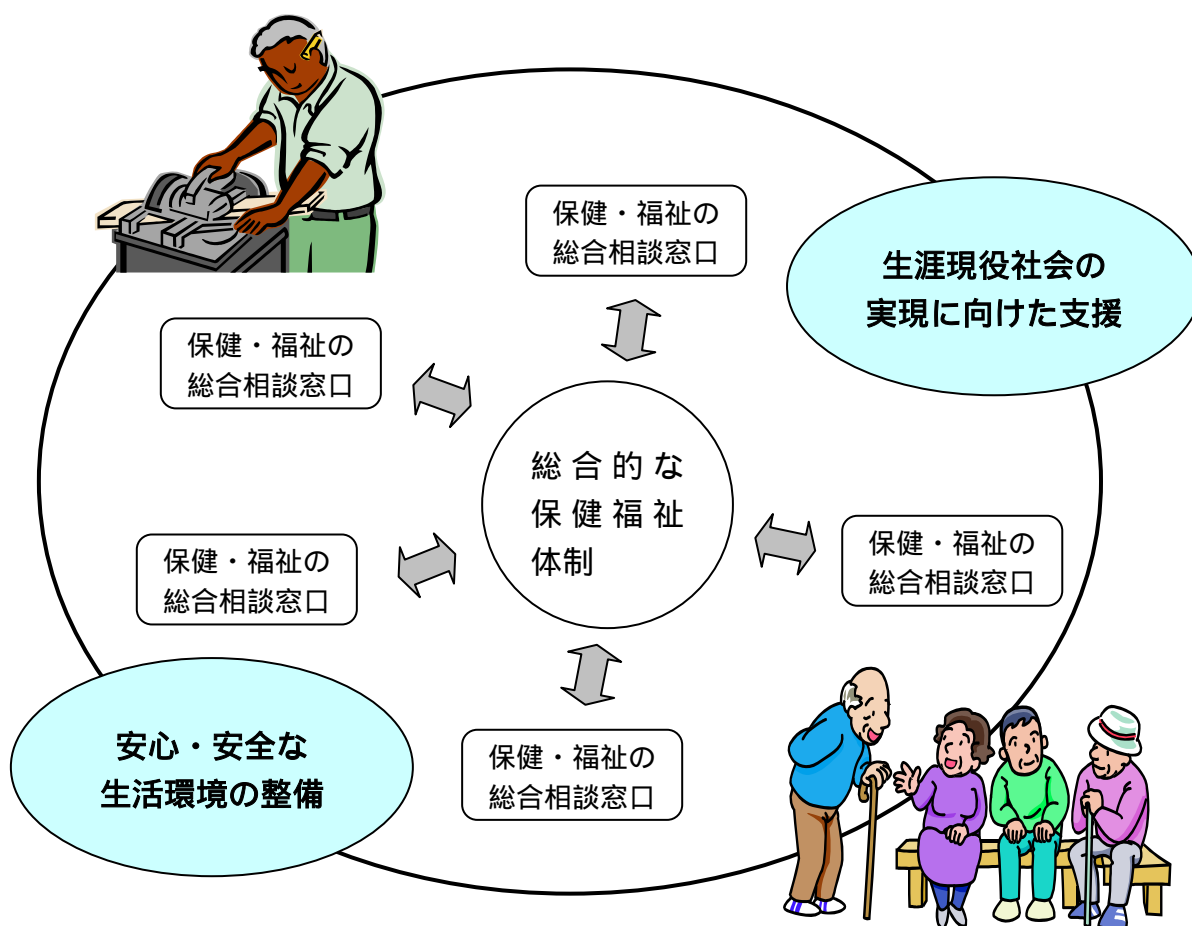 保健・福祉の
総合相談窓口
生涯現役社会の
実現に向けた支援
保健・福祉の
総合相談窓口
総合的な
保健福祉
体制
保健・福祉の
総合相談窓口
保健・福祉の
総合相談窓口
安心・安全な
生活環境の整備
保健・福祉の
総合相談窓口